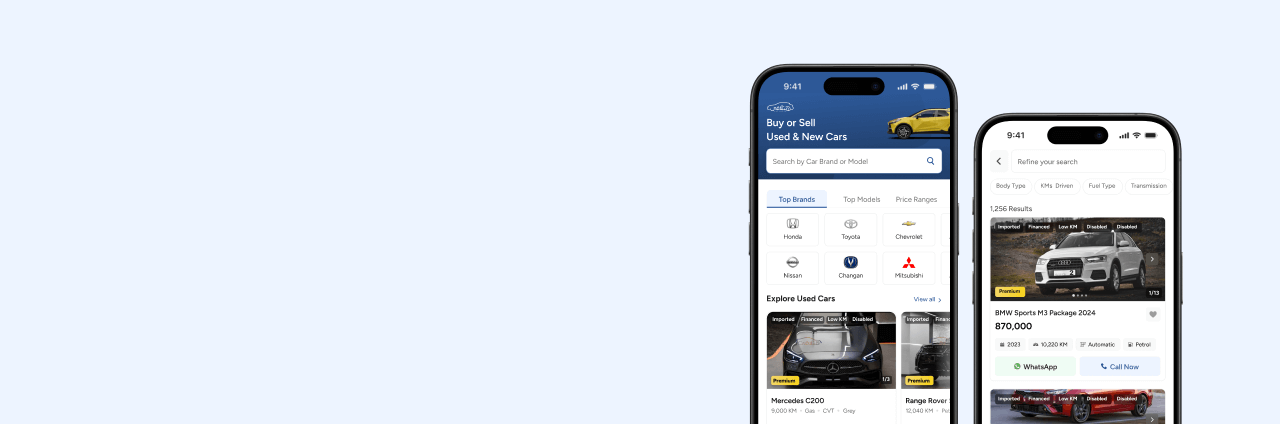 9:41
Buy or Sell
Used & New Cars
Search by Car Brand or Model
Top Brands
Top Models
Price Ranges
Honda
Toyota
Chevrolet
Nissan
Changan
Mitsubishi
Explore Used Cars
View all
Imported
Financed
Low KM
Disabled
Premium
1/3
Imported
Premium
Mercedes C200
9,000 KM · Gas · CVT · Grey
Range Rover
12,040 KM
9:41
Refine your search
Body Type
KMs Driven
Fuel Type
Transmission
1,256 Results
Imported
Financed
Low KM
Disabled
Disabled
Premium
1/13
BMW Sports M3 Package 2024
870,000
2023
10,220 KM
Automatic
Petrol
WhatsApp
Call Now
Imported
Financed
Low KM
Disabled
Disabled